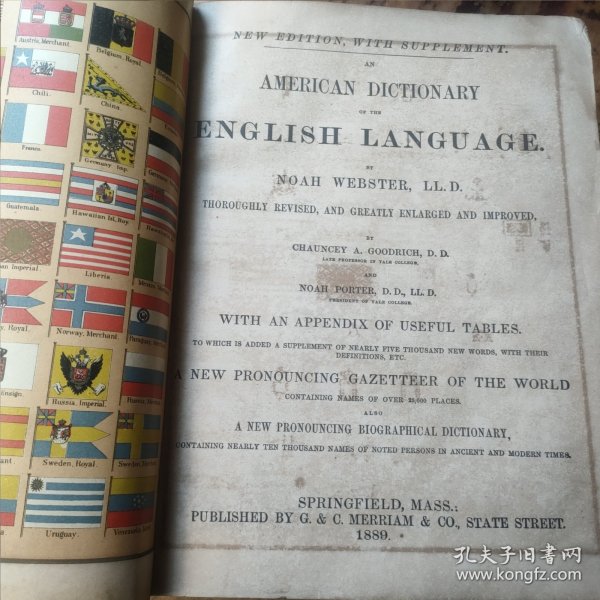 Austria, Merchant.
Belgium, Royal
Chili.
China.
France.
Germany, Imp.
Guatemala.
Hawaiian Isl, Roy.
Liberia
Norway, Merchant.
Russia, Imperial.
Sweden, Royal.
Uruguay.
NEW EDITION, WITH SUPPLEMENT.
AN
AMERICAN DICTIONARY
OF THE
ENGLISH LANGUAGE.
BY
NOAH WEBSTER, LL. D.
THOROUGHLY REVISED, AND GREATLY ENLARGED AND IMPROVED,
BY
CHAUNCEY A. GOODRICH, D. D.
LATE PROFESSOR IN YALE COLLEGE.
AND
NOAH PORTER, D. D., LL. D.
PRESIDENT OF YALE COLLEGE.
WITH AN APPENDIX OF USEFUL TABLES.
TO WHICH IS ADDED A SUPPLEMENT OF NEARLY FIVE THOUSAND NEW WORDS, WITH THEIR
DEFINITIONS, ETC.
A NEW PRONOUNCING GAZETTEER OF THE WORLD
CONTAINING NAMES OF OVER 25,000 PLACES.
ALSO
A NEW PRONOUNCING BIOGRAPHICAL DICTIONARY,
CONTAINING NEARLY TEN THOUSAND NAMES OF NOTED PERSONS IN ANCIENT AND MODERN TIMES.
SPRINGFIELD, MASS.:
PUBLISHED BY G. & C. MERRIAM & CO., STATE STREET.
1889.
孔夫子旧书网
www.kongfz.com